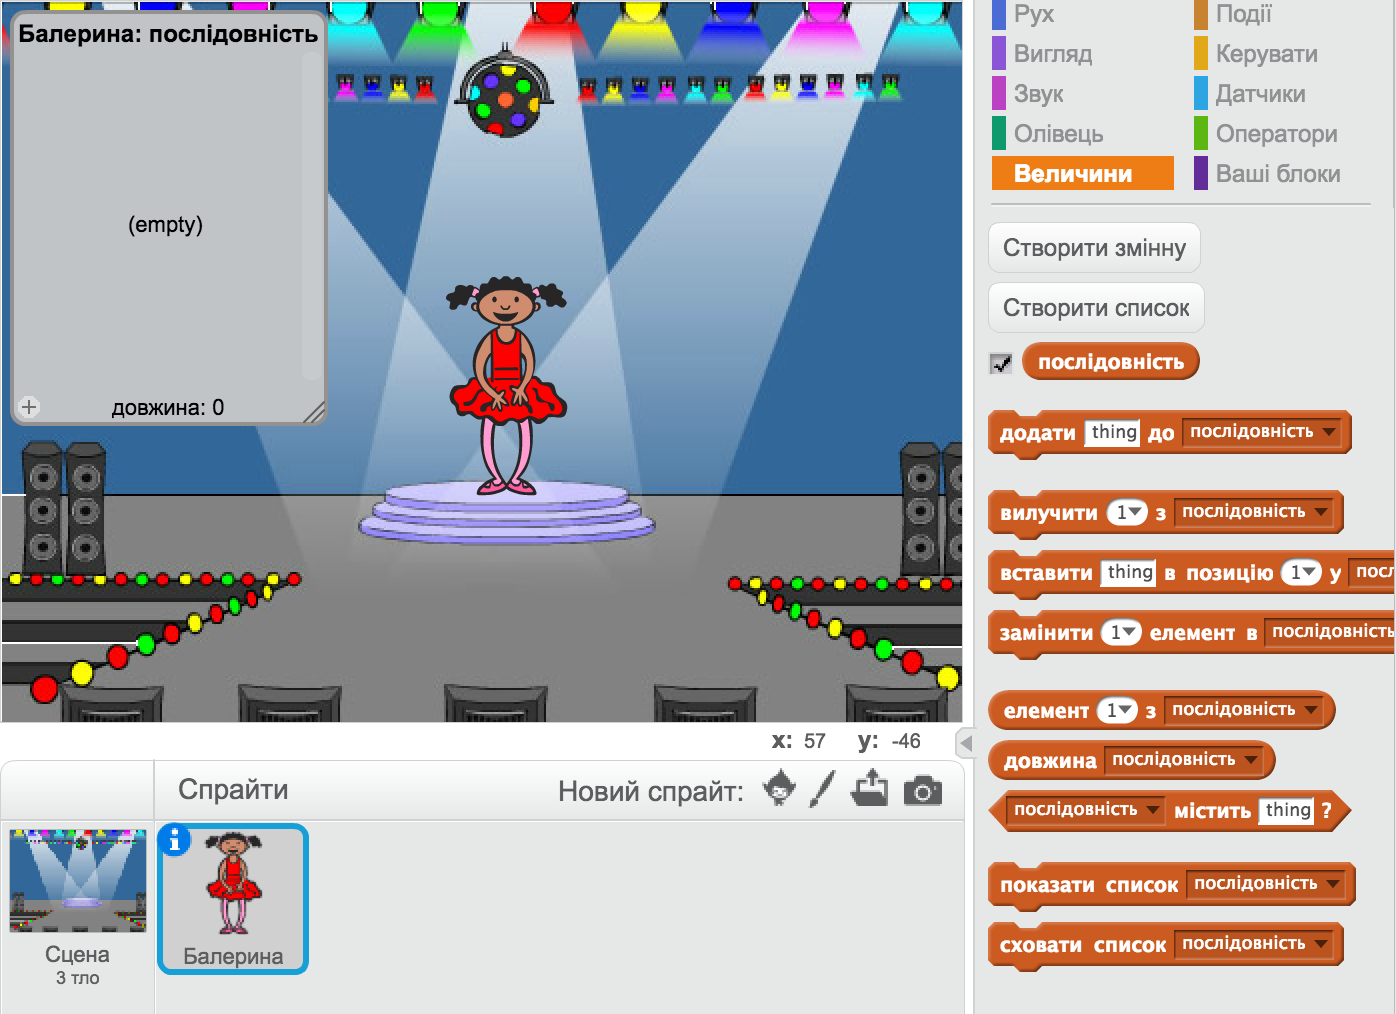 Балерина: послідовність
(empty)
довжина: 0
x: 57 y: -46
Спрайти
Новий спрайт:
Сцена
3 тло
Балерина
Рух
Події
Вигляд
Керувати
Звук
Датчики
Олівець
Оператори
Величини
Ваші блоки
Створити змінну
Створити список
послідовність
додати thing до послідовність
вилучити 1 з послідовність
вставити thing в позицію 1 у посл
замінити 1 елемент в послідовність
елемент 1 з послідовність
довжина послідовність
послідовність містить thing ?
показати список послідовність
сховати список послідовність